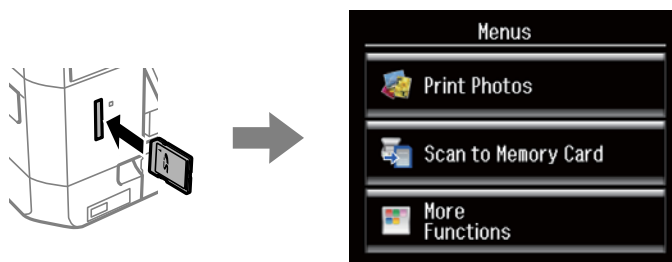 Menus
Print Photos
Scan to Memory Card
More
Functions